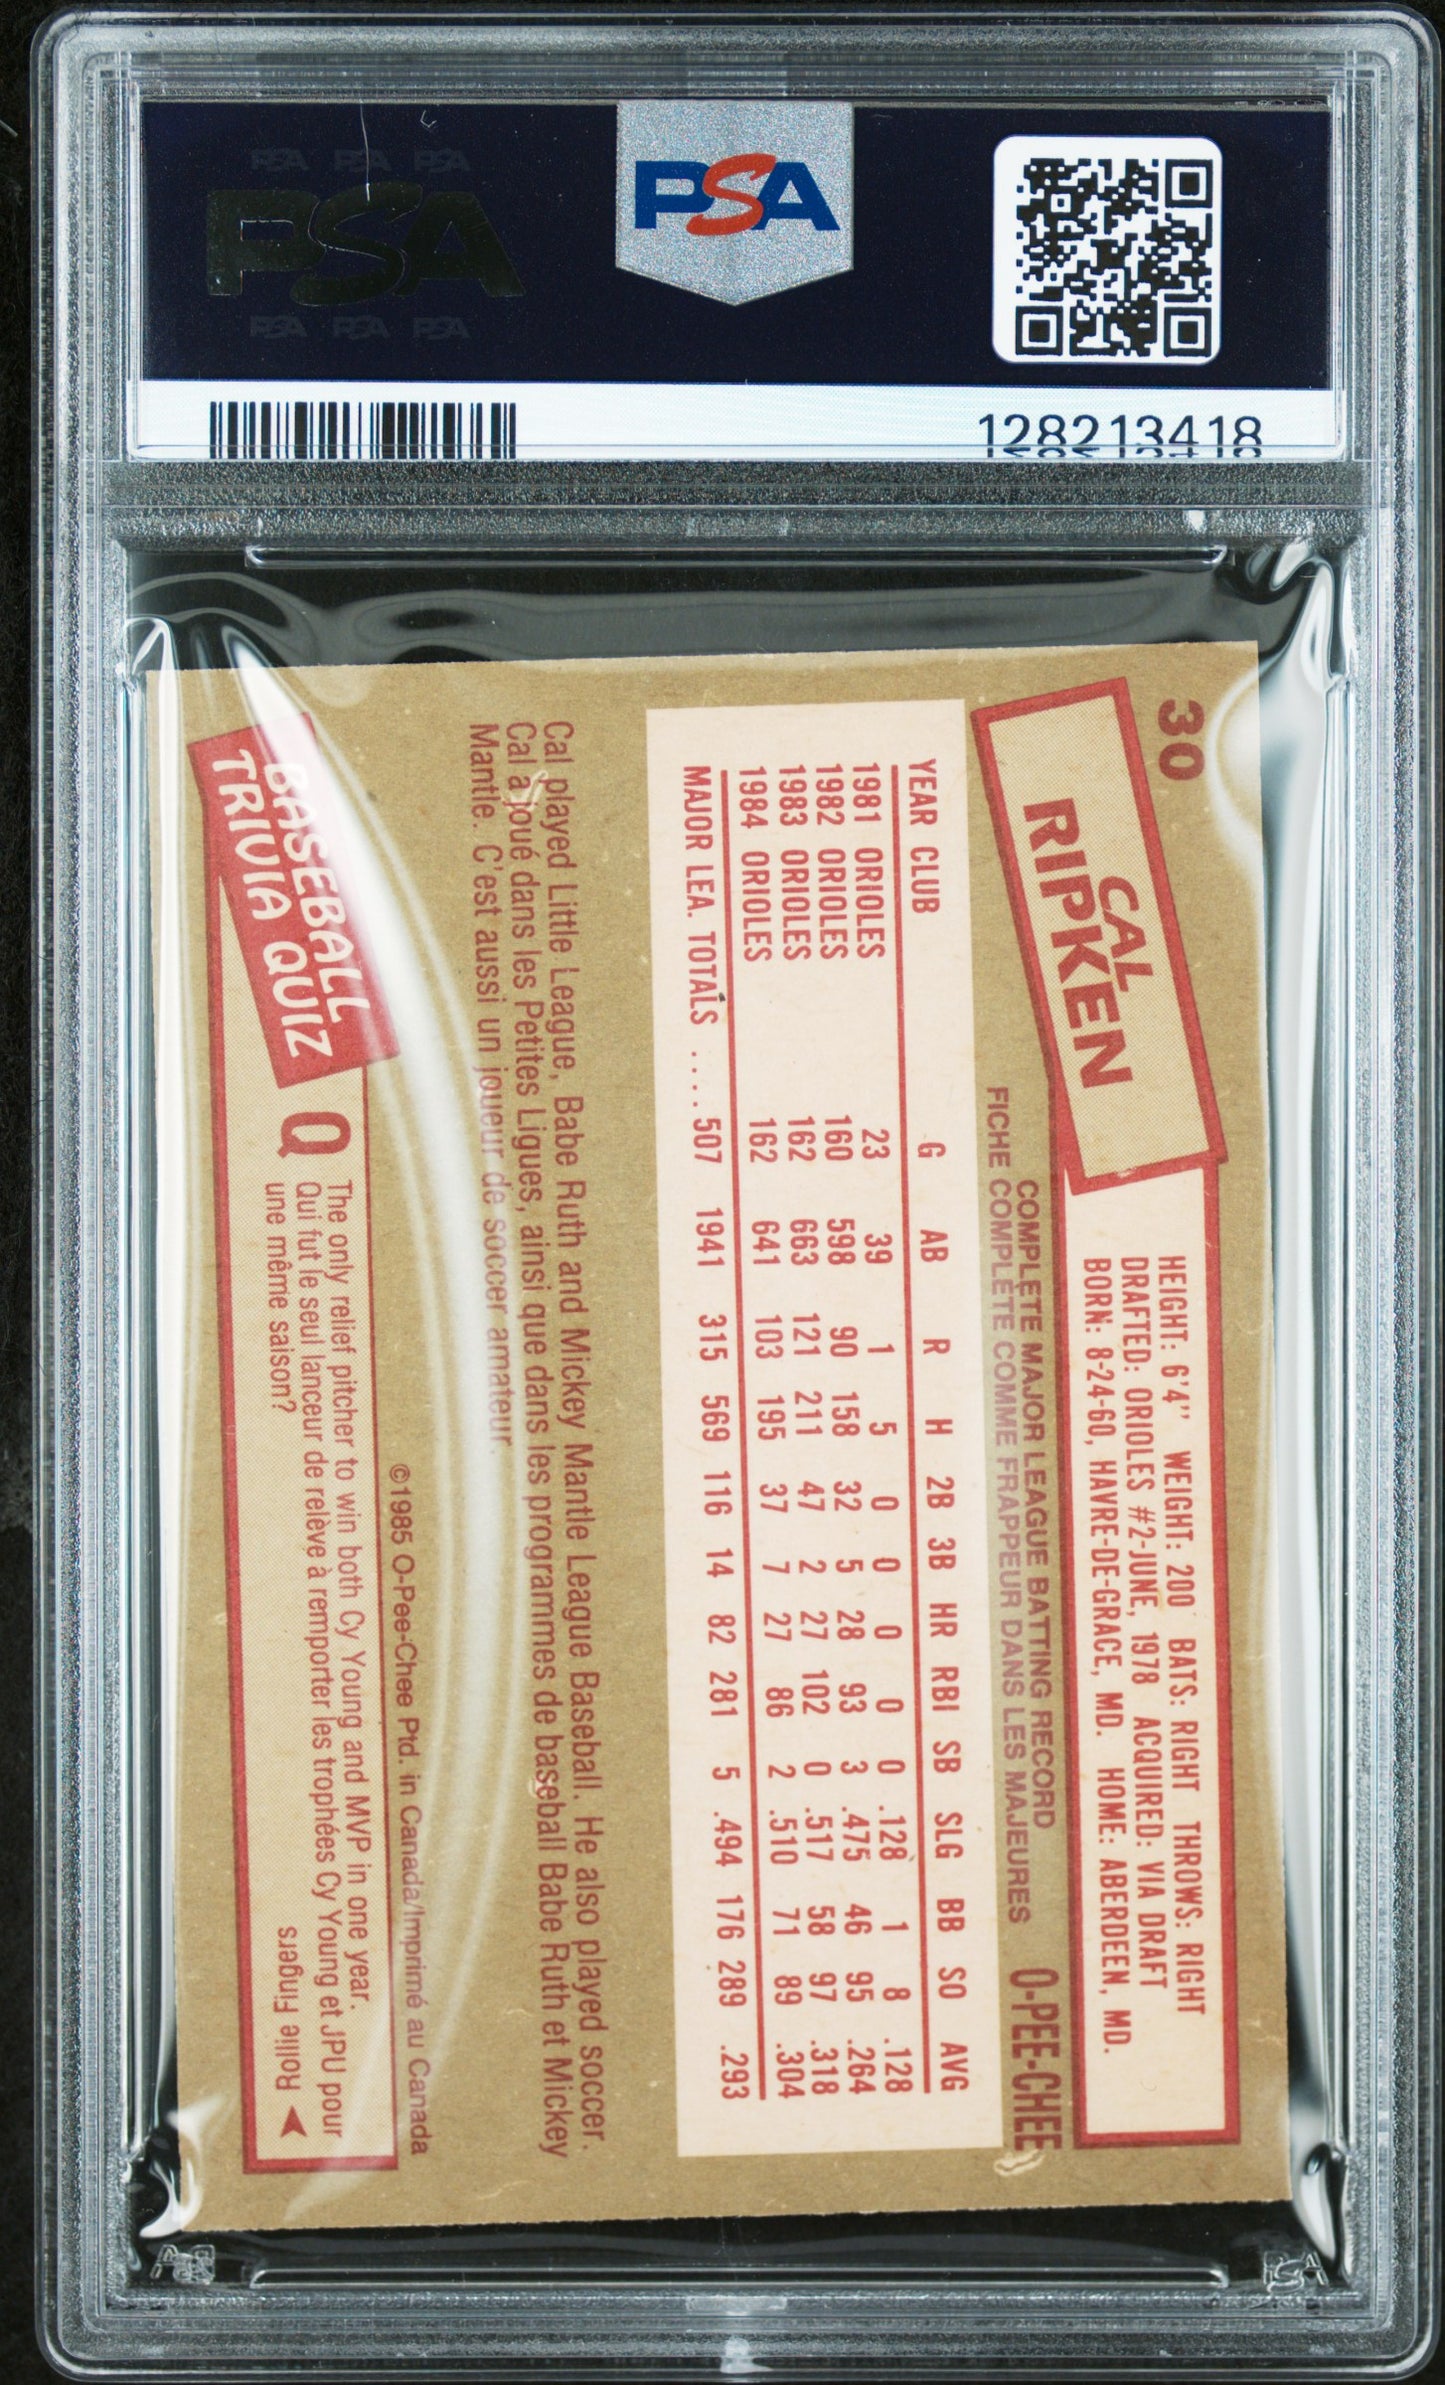 PSA PSA PSA
PSA
PSA PSA PSA
PSA
128213418
30
CAL
RIPKEN
HEIGHT: 6'4" WEIGHT: 200 BATS: RIGHT THROWS: RIGHT
DRAFTED: ORIOLES #2-JUNE, 1978 ACQUIRED: VIA DRAFT
BORN: 8-24-60, HAVRE-DE-GRACE, MD. HOME: ABERDEEN, MD.
COMPLETE MAJOR LEAGUE BATTING RECORD
FICHE COMPLÈTE COMME FRAPPEUR DANS LES MAJEURES
O-PEE-CHEE
YEAR CLUB G AB R H 2B 3B HR RBI SB SLG BB SO AVG
1981 ORIOLES 23 39 1 5 0 0 0 0 0 .128 1 8 .128
1982 ORIOLES 160 598 90 158 32 5 28 93 3 .475 46 95 .264
1983 ORIOLES 162 663 121 211 47 2 27 102 0 .517 58 97 .318
1984 ORIOLES 162 641 103 195 37 7 27 86 2 .510 71 89 .304
MAJOR LEA. TOTALS .... 507 1941 315 569 116 14 82 281 5 .494 176 289 .293
Cal played Little League, Babe Ruth and Mickey Mantle League Baseball. He also played soccer.
Cal a joué dans les Petites Ligues, ainsi que dans les programmes de baseball Babe Ruth et Mickey
Mantle. C'est aussi un joueur de soccer amateur.
©1985 O-Pee-Chee Ptd. in Canada/Imprimé au Canada
BASEBALL
TRIVIA QUIZ
Q
The only relief pitcher to win both Cy Young and MVP in one year.
Qui fut le seul lanceur de relève à remporter les trophées Cy Young et JPU pour
une même saison?
Rollie Fingers
PSA
PSA